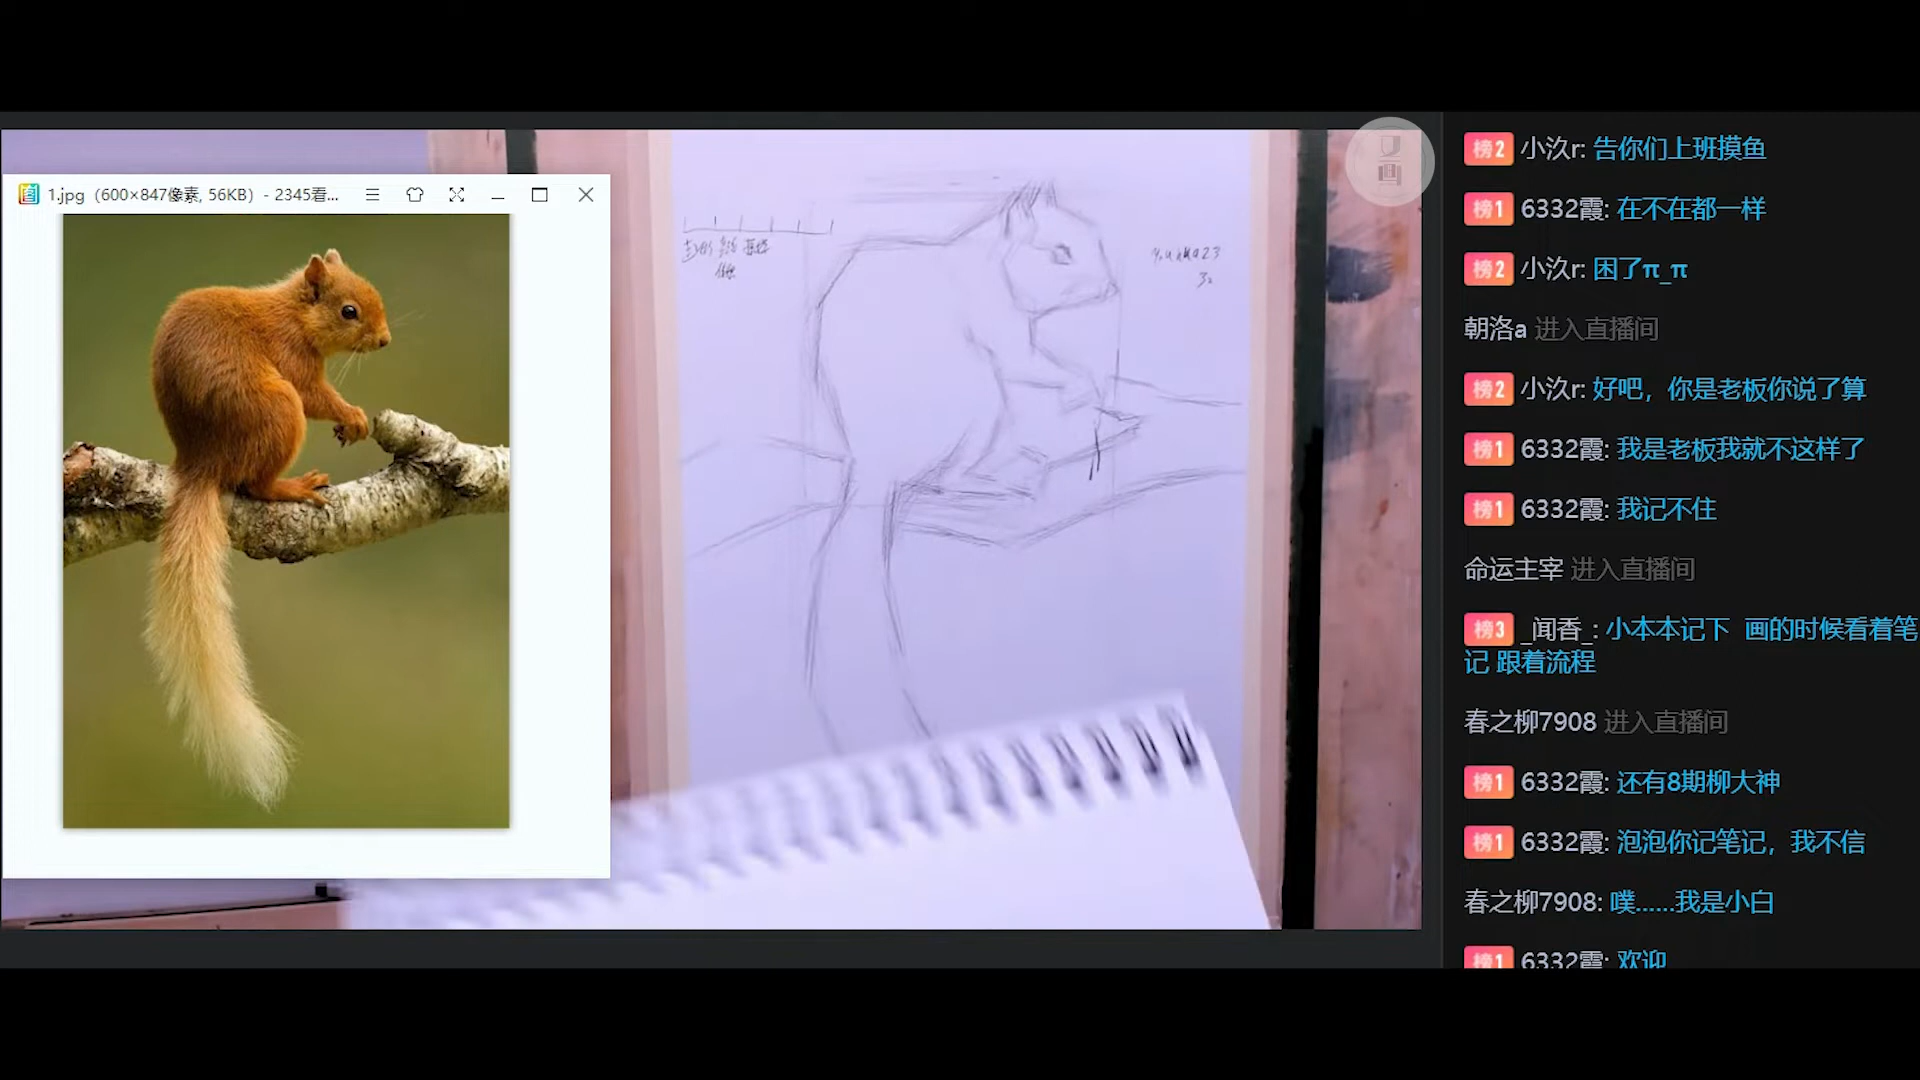 1.jpg (600×847像素, 56KB) - 2345看...
榜2 小汣r: 告你们上班摸鱼
榜1 6332霞: 在不在都一样
榜2 小汣r: 困了π_π
朝洛a 进入直播间
榜2 小汣r: 好吧，你是老板你说了算
榜1 6332霞: 我是老板我就不这样了
榜1 6332霞: 我记不住
命运主宰 进入直播间
榜3 _闻香_: 小本本记下 画的时候看着笔
记 跟着流程
春之柳7908 进入直播间
榜1 6332霞: 还有8期柳大神
榜1 6332霞: 泡泡你记笔记，我不信
春之柳7908: 噗......我是小白
榜1 6332霞: 欢迎